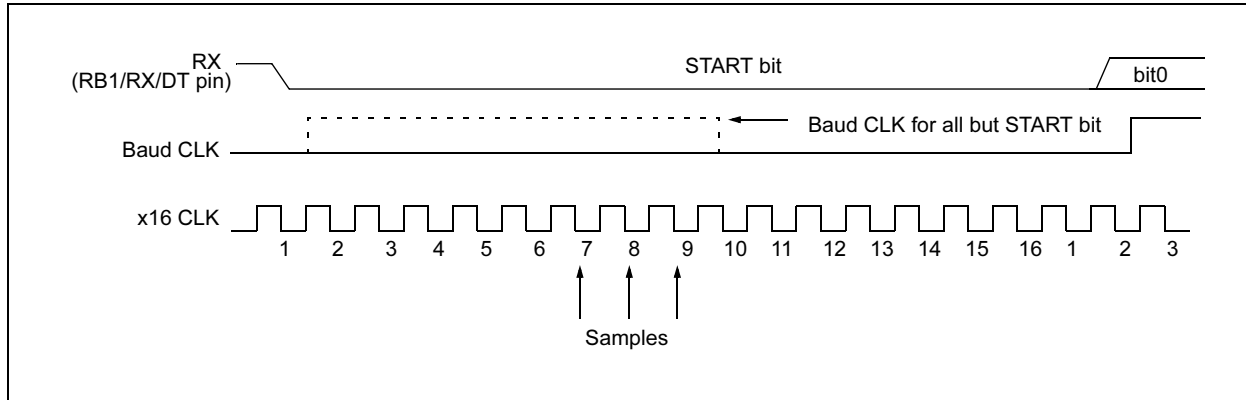 RX
(RB1/RX/DT pin)
START bit
bit0
Baud CLK for all but START bit
Baud CLK
x16 CLK
1 2 3 4 5 6 7 8 9 10 11 12 13 14 15 16 1 2 3
Samples